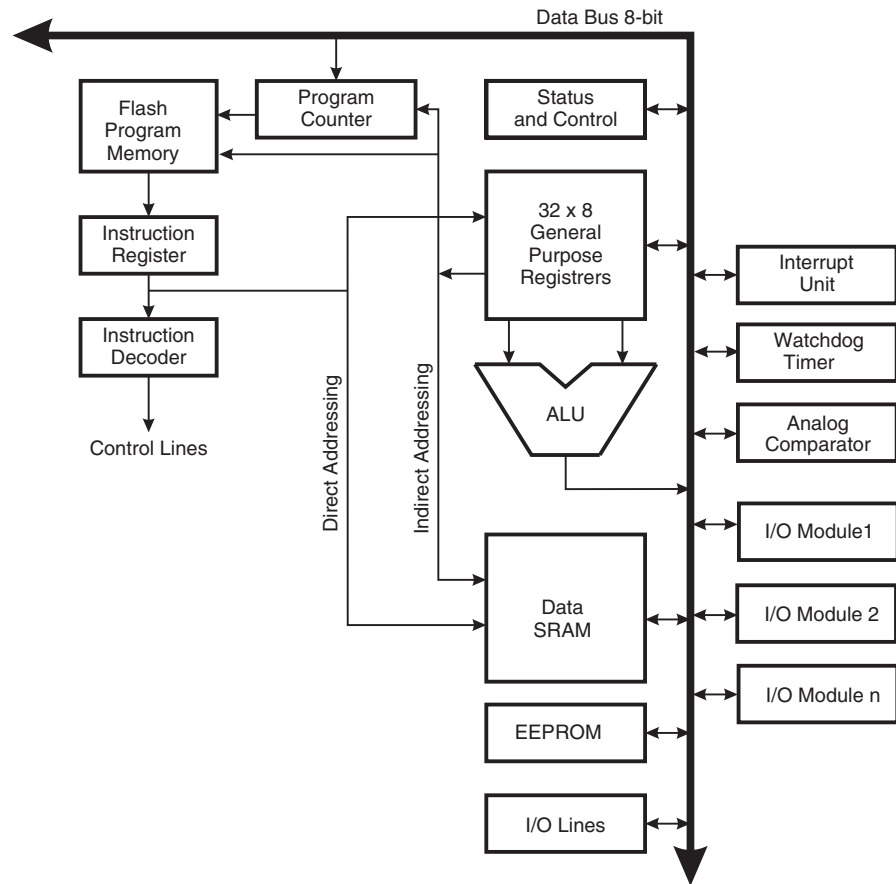 Data Bus 8-bit
Flash
Program
Memory
Program
Counter
Status
and Control
32 x 8
General
Purpose
Registrers
Instruction
Register
Instruction
Decoder
Control Lines
Direct Addressing
Indirect Addressing
ALU
Interrupt
Unit
Watchdog
Timer
Analog
Comparator
I/O Module1
Data
SRAM
I/O Module 2
I/O Module n
EEPROM
I/O Lines